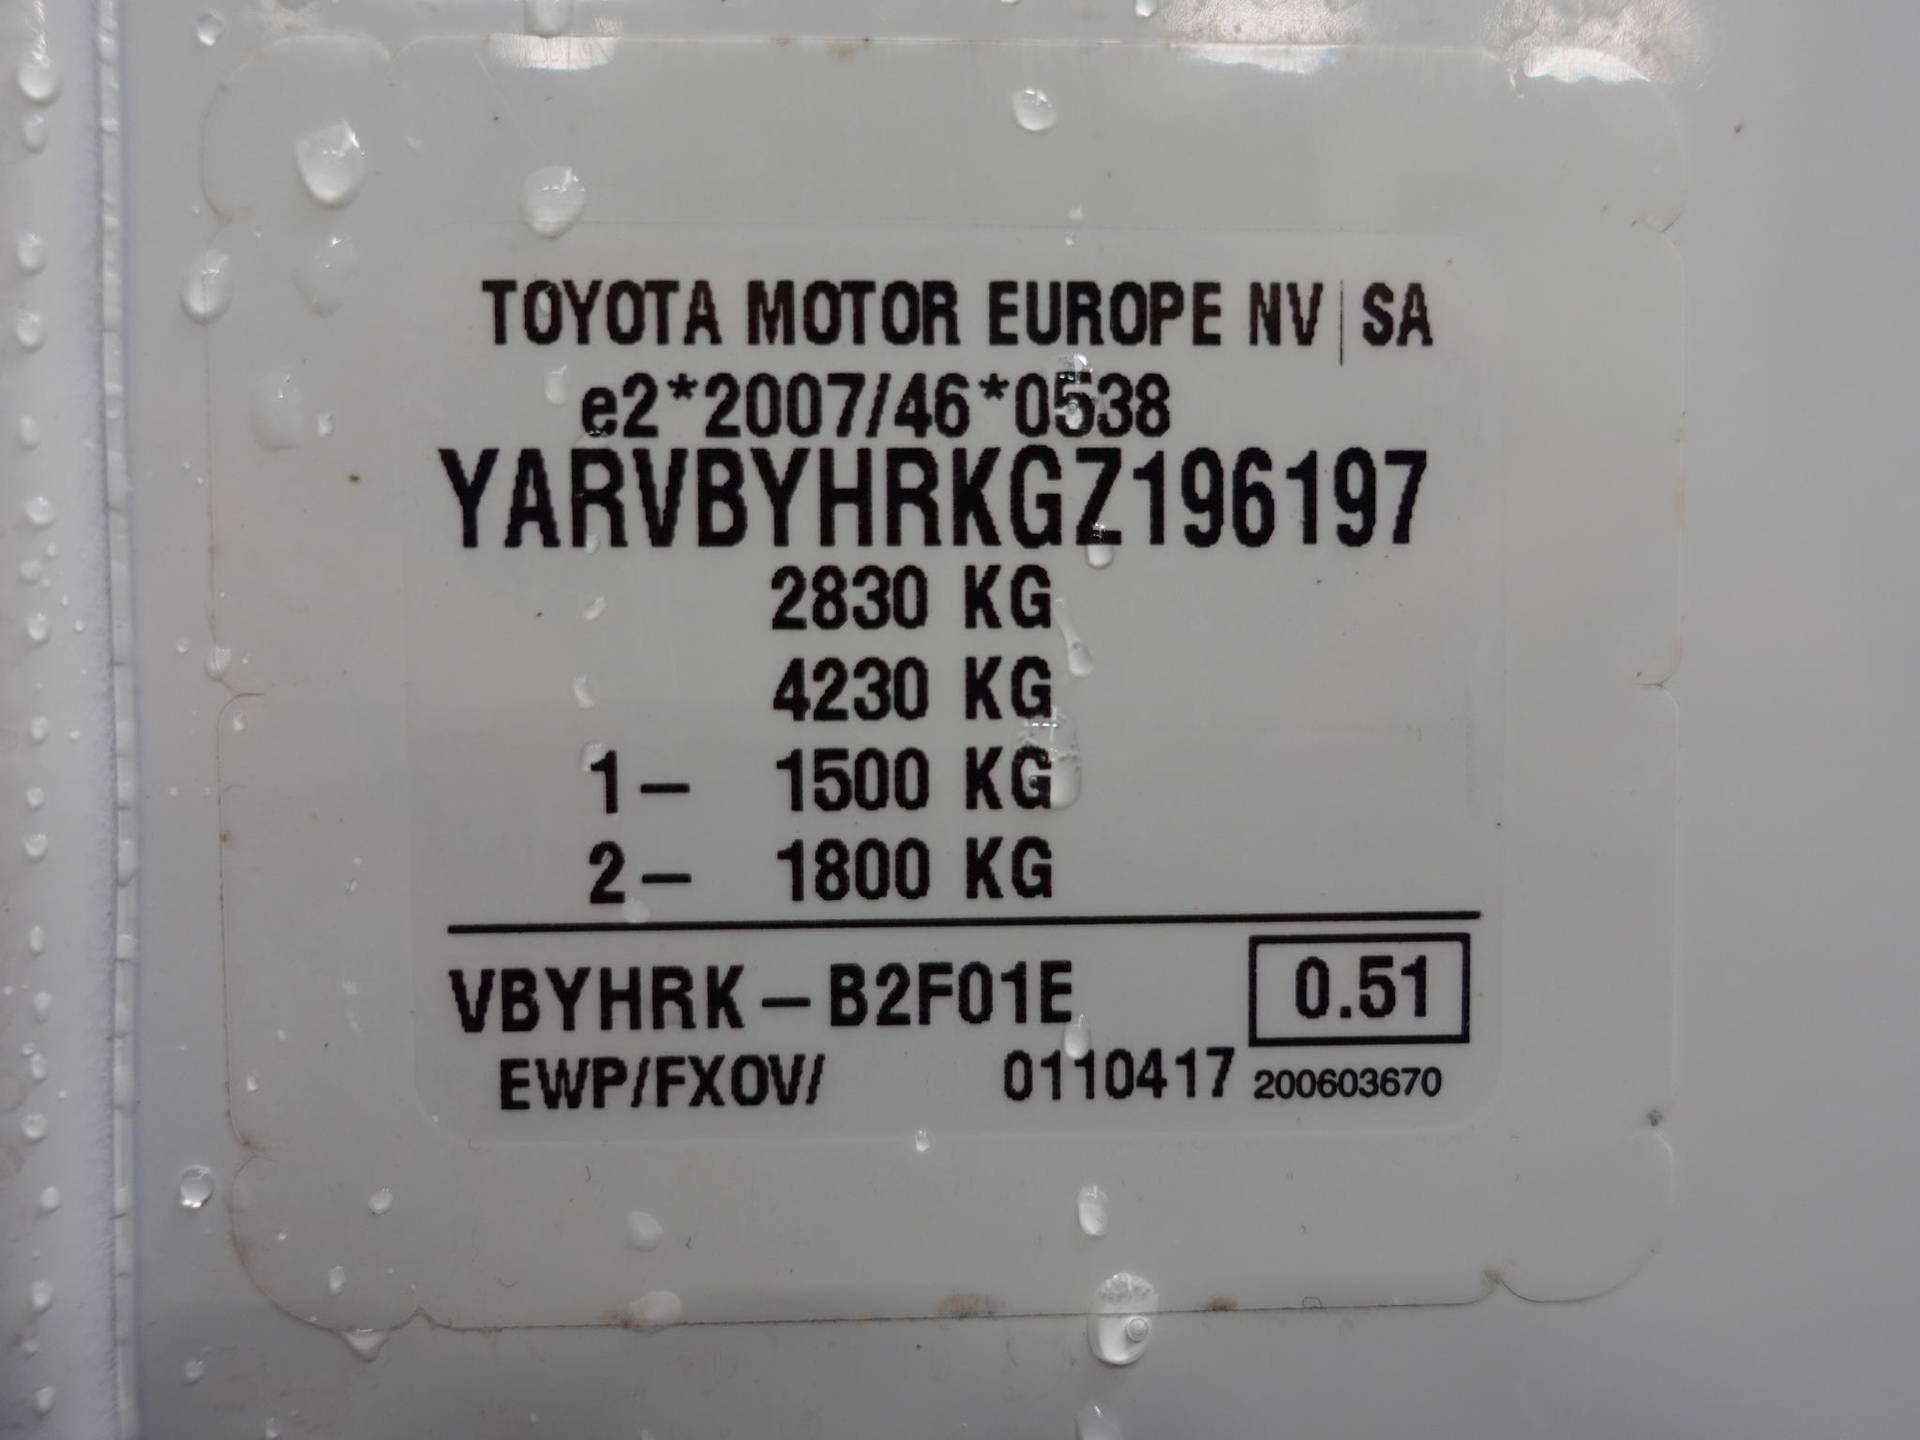 TOYOTA MOTOR EUROPE NV|SA
e2*2007/46*0538
YARVBYHRKGZ196197
2830 KG
4230 KG
1– 1500 KG
2– 1800 KG
VBYHRK–B2F01E 0.51
EWP/FXOV/ 0110417 200603670